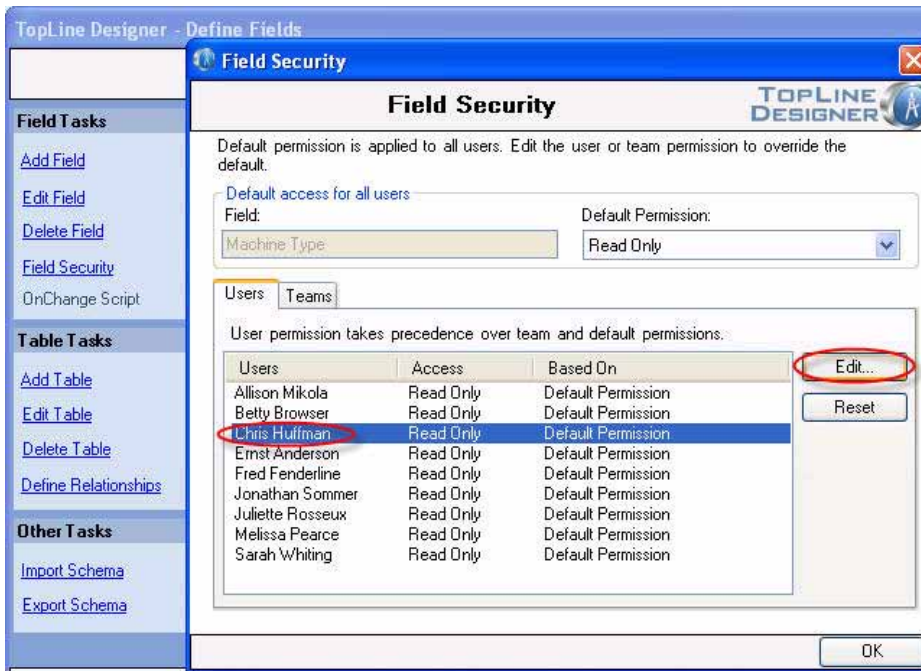 TopLine Designer - Define Fields
Field Security
Field Security
TOPLINE
DESIGNER
Field Tasks
Add Field
Edit Field
Delete Field
Field Security
OnChange Script
Table Tasks
Add Table
Edit Table
Delete Table
Define Relationships
Other Tasks
Import Schema
Export Schema
Default permission is applied to all users. Edit the user or team permission to override the
default.
Default access for all users
Field: Default Permission:
Machine Type Read Only
Users Teams
User permission takes precedence over team and default permissions.
Users Access Based On
Allison Mikola Read Only Default Permission
Betty Browser Read Only Default Permission
Chris Huffman Read Only Default Permission
Ernst Anderson Read Only Default Permission
Fred Fenderline Read Only Default Permission
Jonathan Sommer Read Only Default Permission
Juliette Rosseux Read Only Default Permission
Melissa Pearce Read Only Default Permission
Sarah Whiting Read Only Default Permission
Edit...
Reset
OK